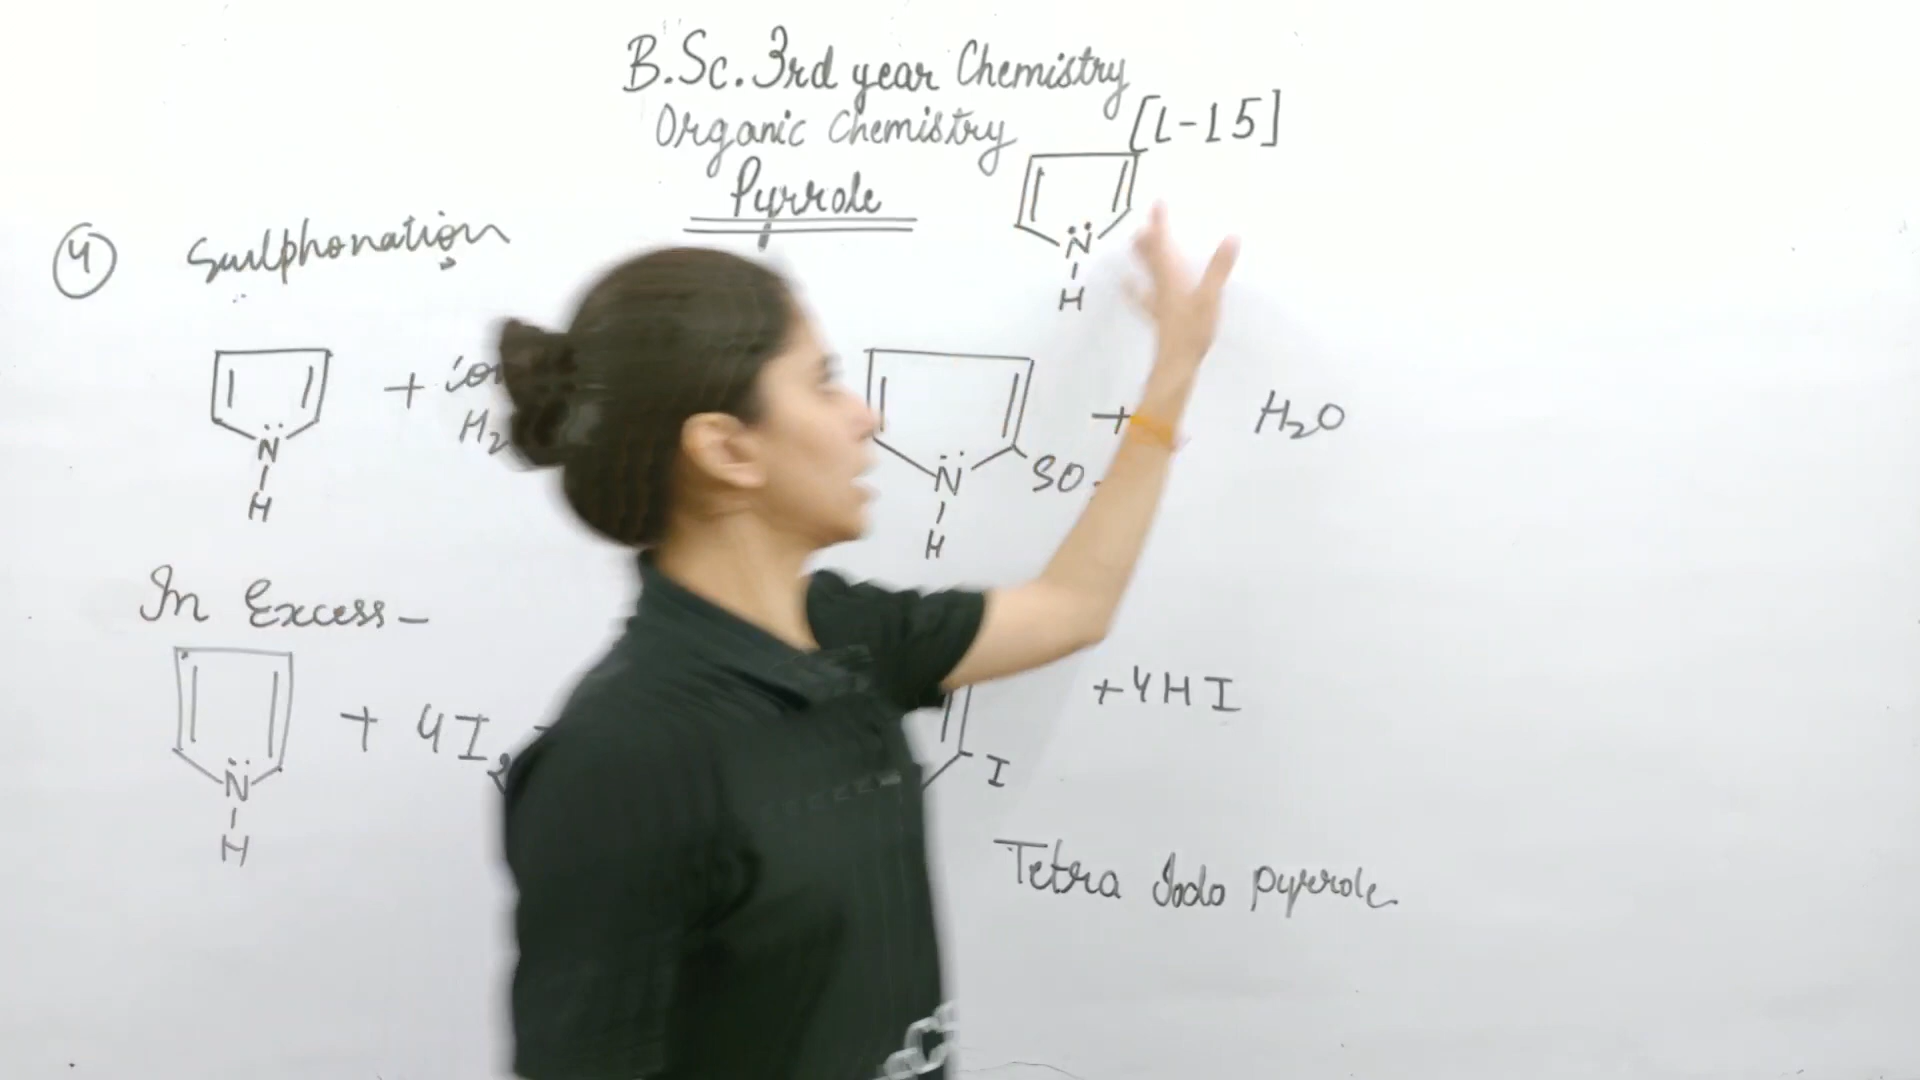 B.Sc. 3rd year Chemistry
Organic Chemistry [L-15]
Pyrrole
N
H
4 Sulphonation
N
H
+
H2
N
H
SO
+ H2O
In Excess -
N
H
+ 4I2
I
+4HI
Tetra Iodo pyrrole